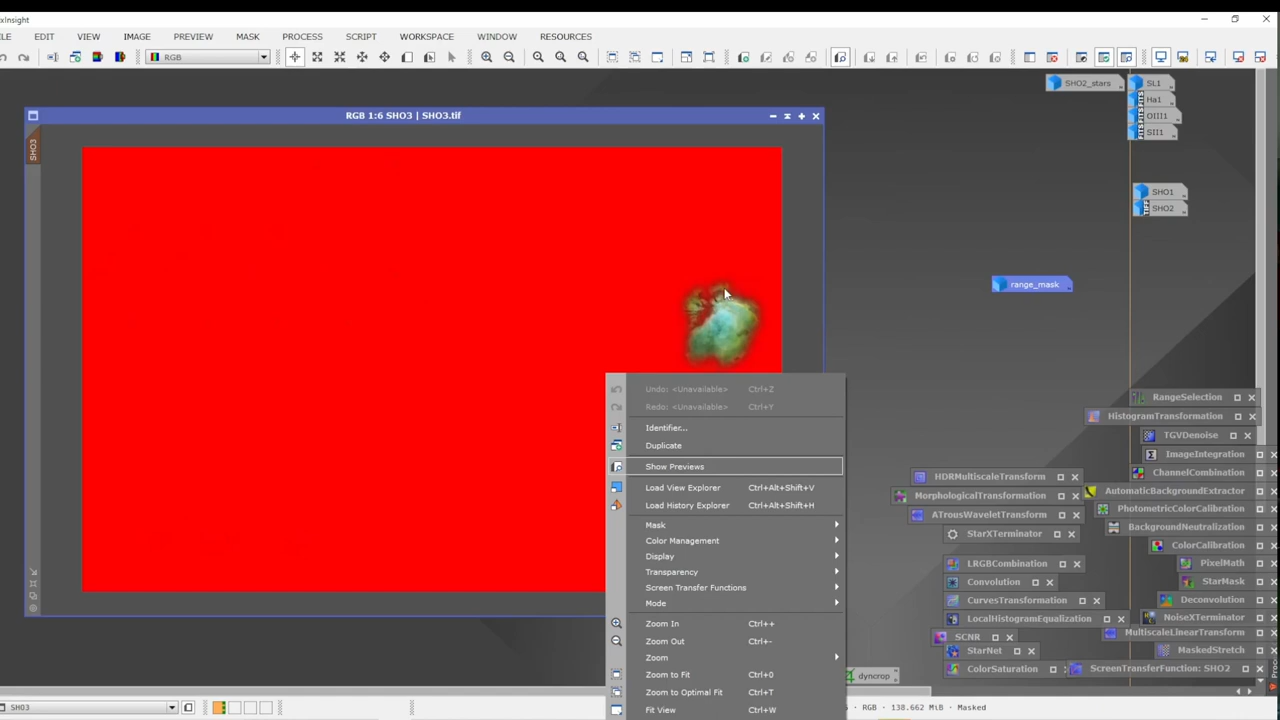 xInsight
LE EDIT VIEW IMAGE PREVIEW MASK PROCESS SCRIPT WORKSPACE WINDOW RESOURCES
RGB
RGB 1:6 SHO3 | SHO3.tif
SHO3
SHO2_stars
SL1
Ha1
OIII1
SII1
SHO1
SHO2
range_mask
Undo: <Unavailable> Ctrl+Z
Redo: <Unavailable> Ctrl+Y
Identifier...
Duplicate
Show Previews
Load View Explorer Ctrl+Alt+Shift+V
Load History Explorer Ctrl+Alt+Shift+H
Mask
Color Management
Display
Transparency
Screen Transfer Functions
Mode
Zoom In Ctrl++
Zoom Out Ctrl+-
Zoom
Zoom to Fit Ctrl+0
Zoom to Optimal Fit Ctrl+T
Fit View Ctrl+W
RangeSelection
HistogramTransformation
TGVDenoise
ImageIntegration
ChannelCombination
HDRMultiscaleTransform
AutomaticBackgroundExtractor
MorphologicalTransformation
PhotometricColorCalibration
ATrousWaveletTransform
BackgroundNeutralization
StarXTerminator
ColorCalibration
LRGBCombination
PixelMath
Convolution
StarMask
CurvesTransformation
Deconvolution
LocalHistogramEqualization
NoiseXTerminator
SCNR
MultiscaleLinearTransform
StarNet
MaskedStretch
ColorSaturation
ScreenTransferFunction: SHO2
dyncrop
SHO3
· RGB · 138.662 MiB · Masked